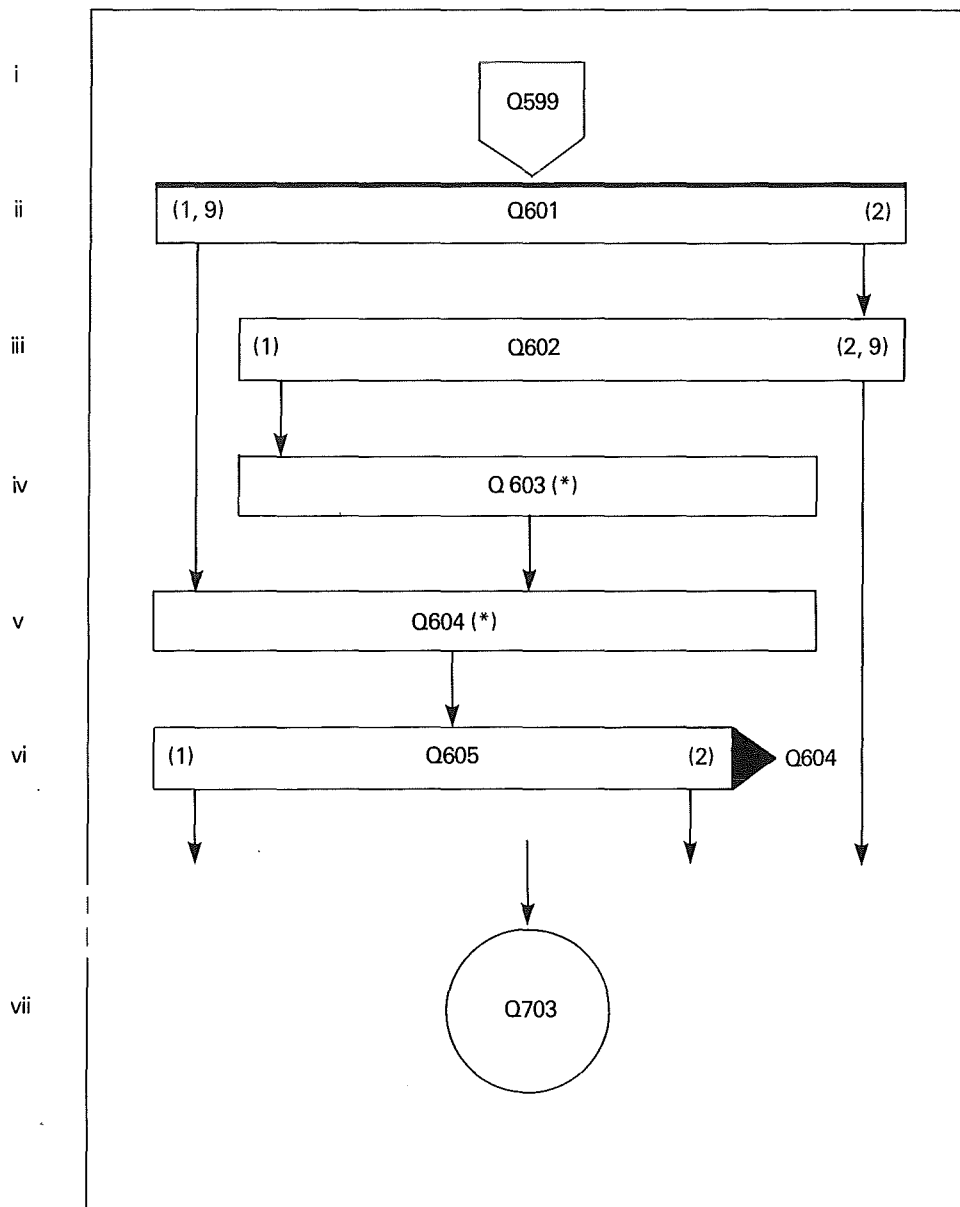 i
Q599
ii (1, 9) Q601 (2)
iii (1) Q602 (2, 9)
iv Q 603 (*)
v Q604 (*)
vi (1) Q605 (2) Q604
vii Q703